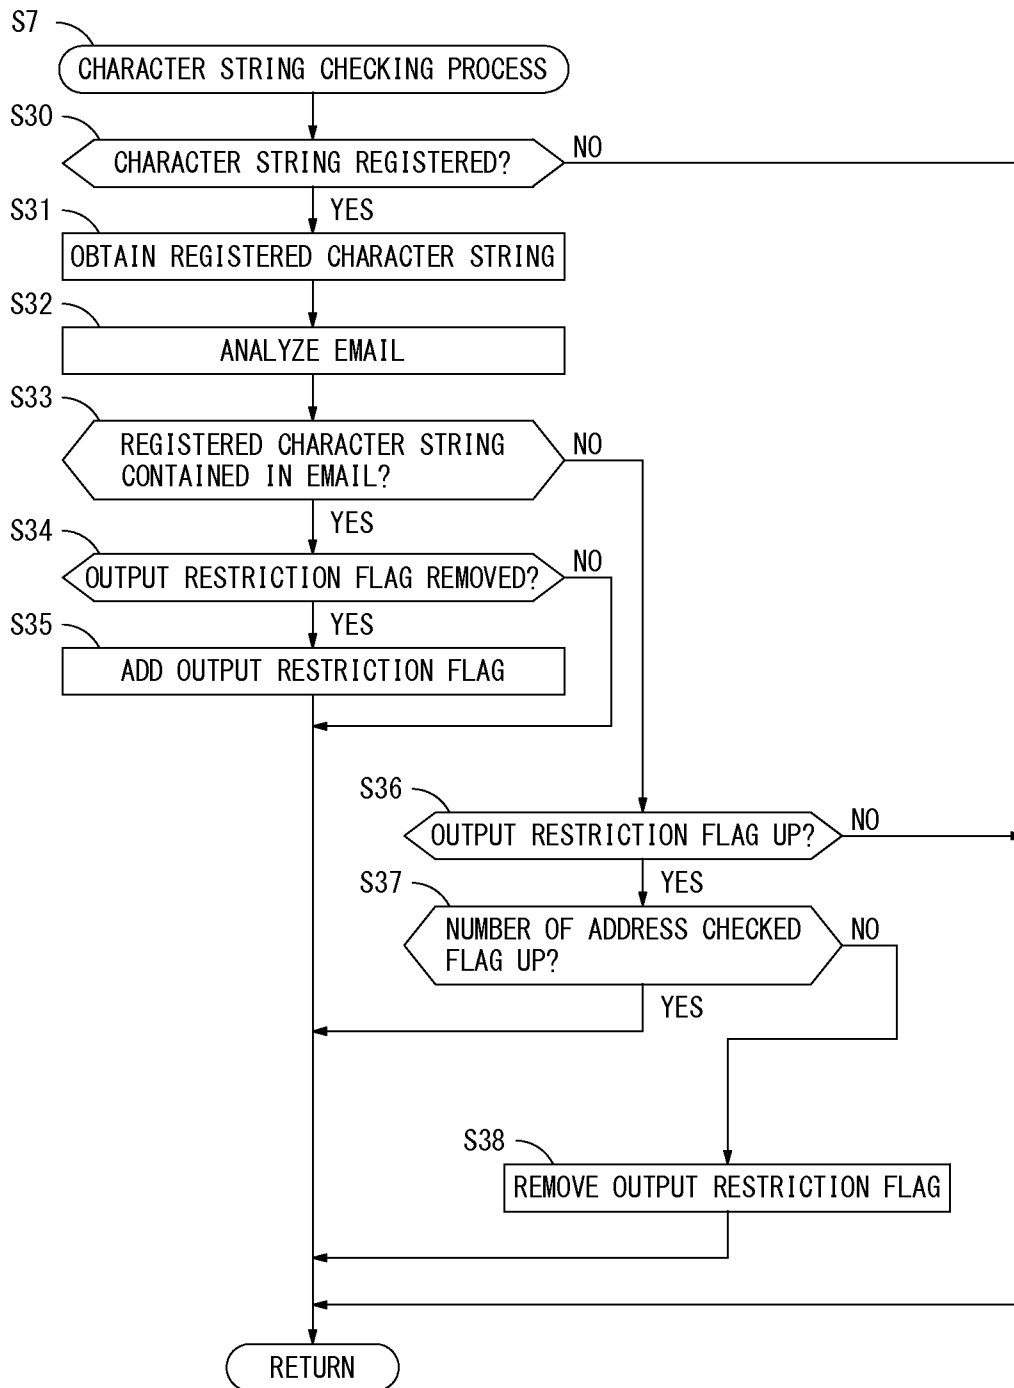 S7
CHARACTER STRING CHECKING PROCESS
S30
CHARACTER STRING REGISTERED?
NO
YES
S31
OBTAIN REGISTERED CHARACTER STRING
S32
ANALYZE EMAIL
S33
REGISTERED CHARACTER STRING
CONTAINED IN EMAIL?
NO
YES
S34
OUTPUT RESTRICTION FLAG REMOVED?
NO
YES
S35
ADD OUTPUT RESTRICTION FLAG
S36
OUTPUT RESTRICTION FLAG UP?
NO
YES
S37
NUMBER OF ADDRESS CHECKED
FLAG UP?
NO
YES
S38
REMOVE OUTPUT RESTRICTION FLAG
RETURN